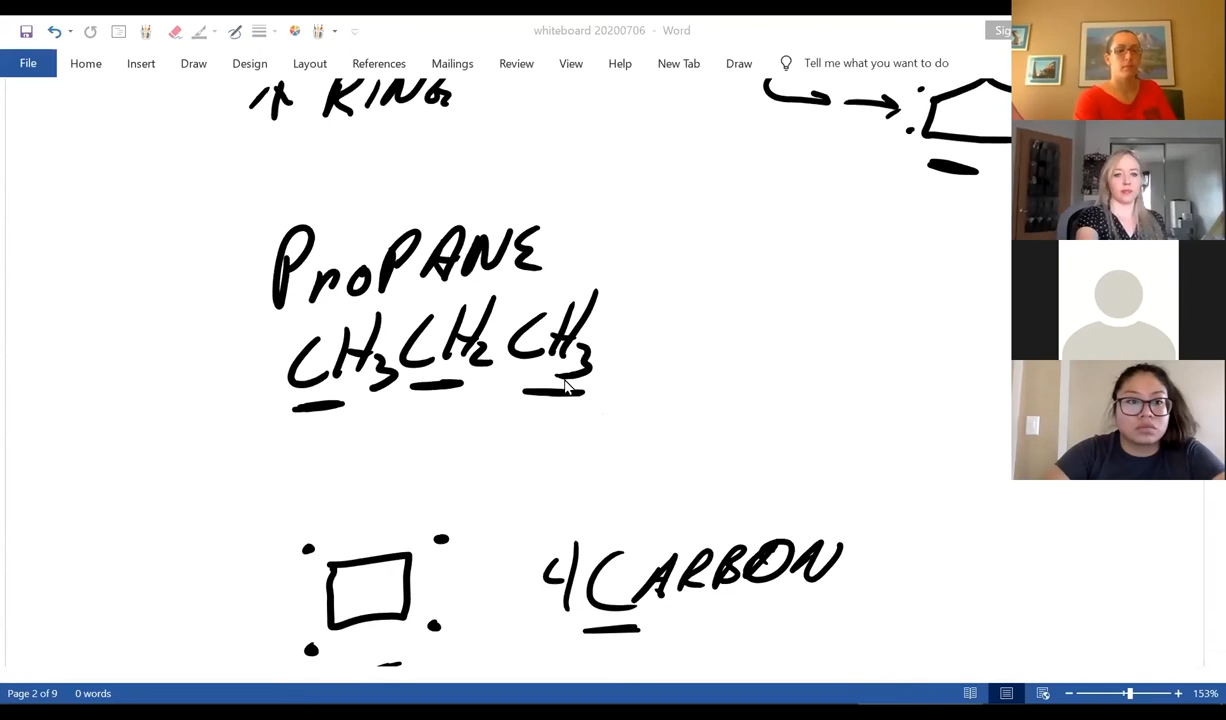 whiteboard 20200706 - Word
File Home Insert Draw Design Layout References Mailings Review View Help New Tab Draw Tell me what you want to do
KING
ProPANE
CH3CH2CH3
4 CARBON
Page 2 of 9 0 words
153%